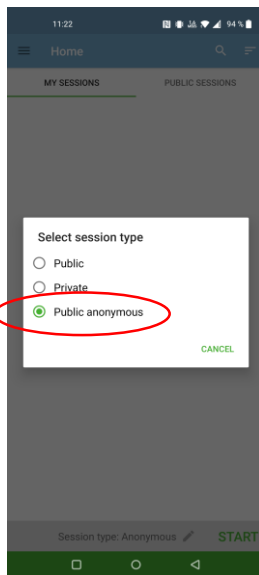 11:22
94 %
Home
MY SESSIONS PUBLIC SESSIONS
Select session type
Public
Private
Public anonymous
CANCEL
Session type: Anonymous START